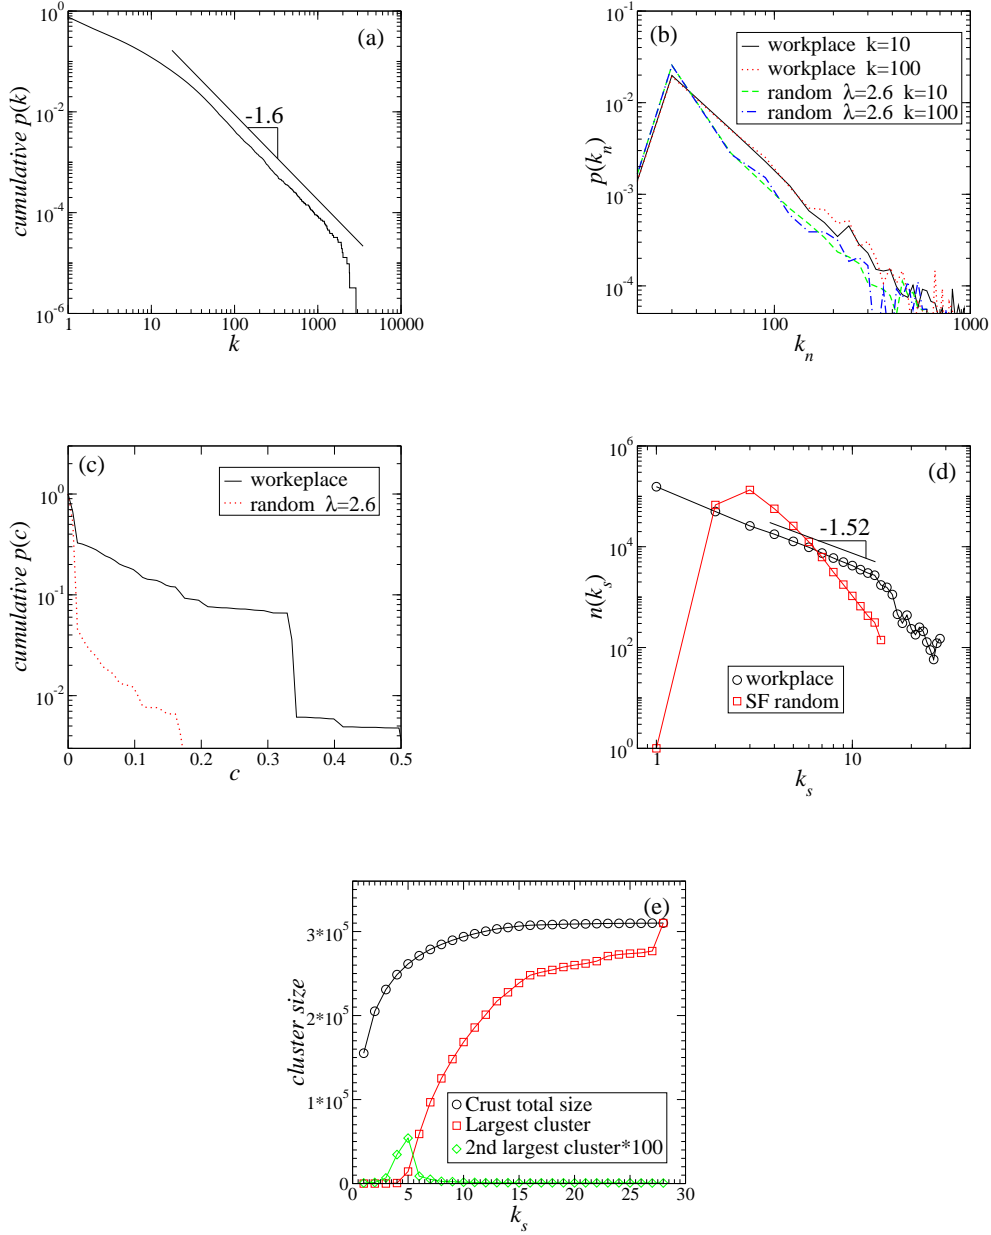 (a)
10^0
10^-2
10^-4
10^-6
cumulative p(k)
-1.6
1 10 100 1000 10000
k
(b)
10^-1
10^-2
10^-3
10^-4
p(k_n)
workplace k=10
workplace k=100
random λ=2.6 k=10
random λ=2.6 k=100
100 1000
k_n
(c)
10^0
10^-1
10^-2
cumulative p(c)
workeplace
random λ=2.6
0 0.1 0.2 0.3 0.4 0.5
c
(d)
10^6
10^4
10^2
10^0
n(k_s)
-1.52
workplace
SF random
1 10
k_s
(e)
3*10^5
2*10^5
1*10^5
0
cluster size
Crust total size
Largest cluster
2nd largest cluster*100
0 5 10 15 20 25 30
k_s